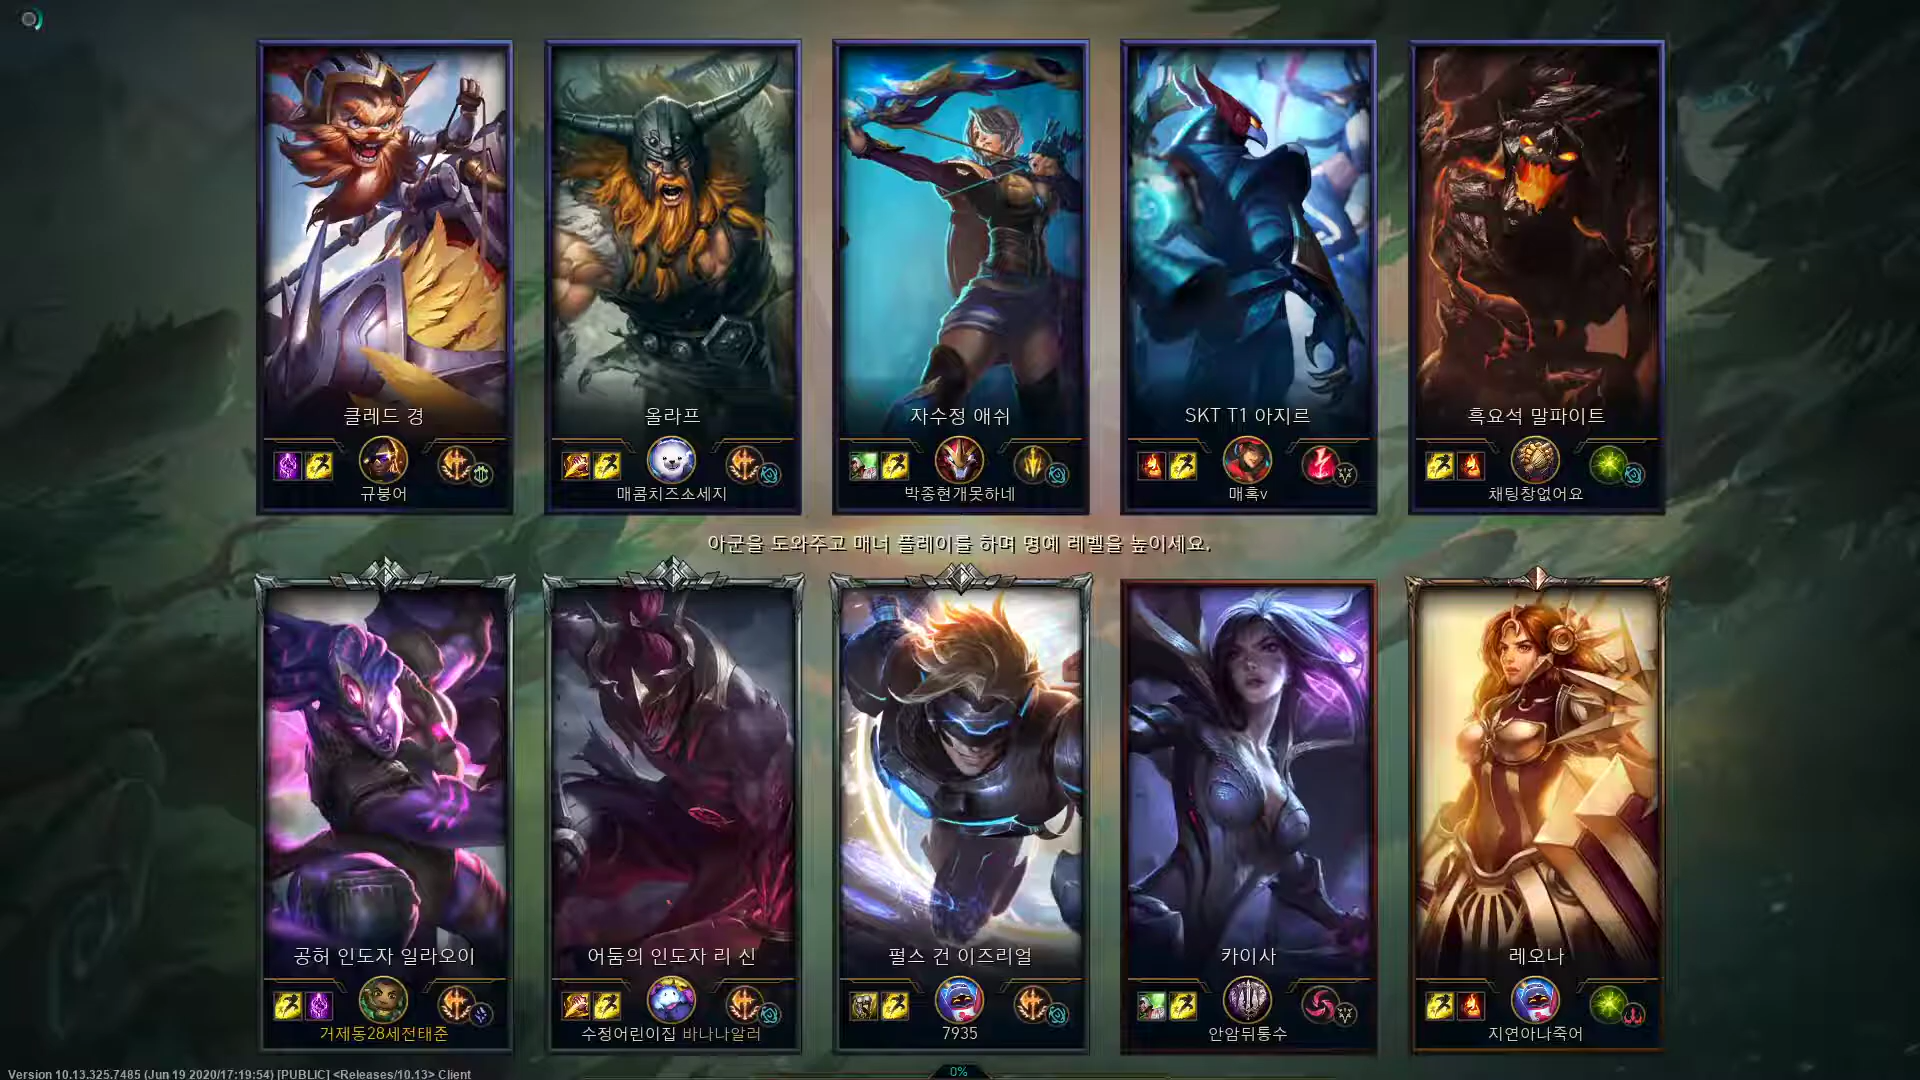 클레드 경
올라프
자수정 애쉬
SKT T1 아지르
흑요석 말파이트
규붕어
매콤치즈소세지
박종현개못하네
매혹v
채팅창없어요
아군을 도와주고 매너 플레이를 하며 명예 레벨을 높이세요.
공허 인도자 일라오이
어둠의 인도자 리 신
펄스 건 이즈리얼
카이사
레오나
거제동28세전태준
수정어린이집 바나나알러
7935
안암뒤통수
지연아나죽어
0%
Version 10.13.325.7485 (Jun 19 2020/17:19:54) [PUBLIC] <Releases/10.13> Client